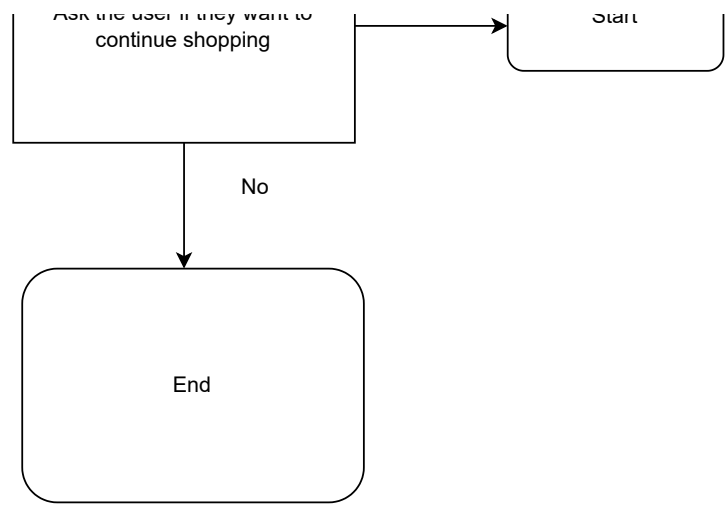 Ask the user if they want to
continue shopping
Start
No
End